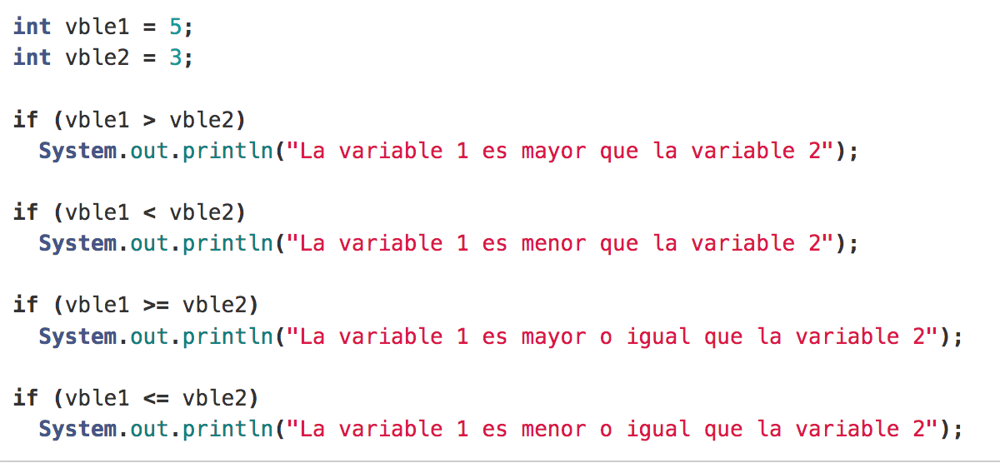 int vble1 = 5;
int vble2 = 3;
if (vble1 > vble2)
System.out.println("La variable 1 es mayor que la variable 2");
if (vble1 < vble2)
System.out.println("La variable 1 es menor que la variable 2");
if (vble1 >= vble2)
System.out.println("La variable 1 es mayor o igual que la variable 2");
if (vble1 <= vble2)
System.out.println("La variable 1 es menor o igual que la variable 2");